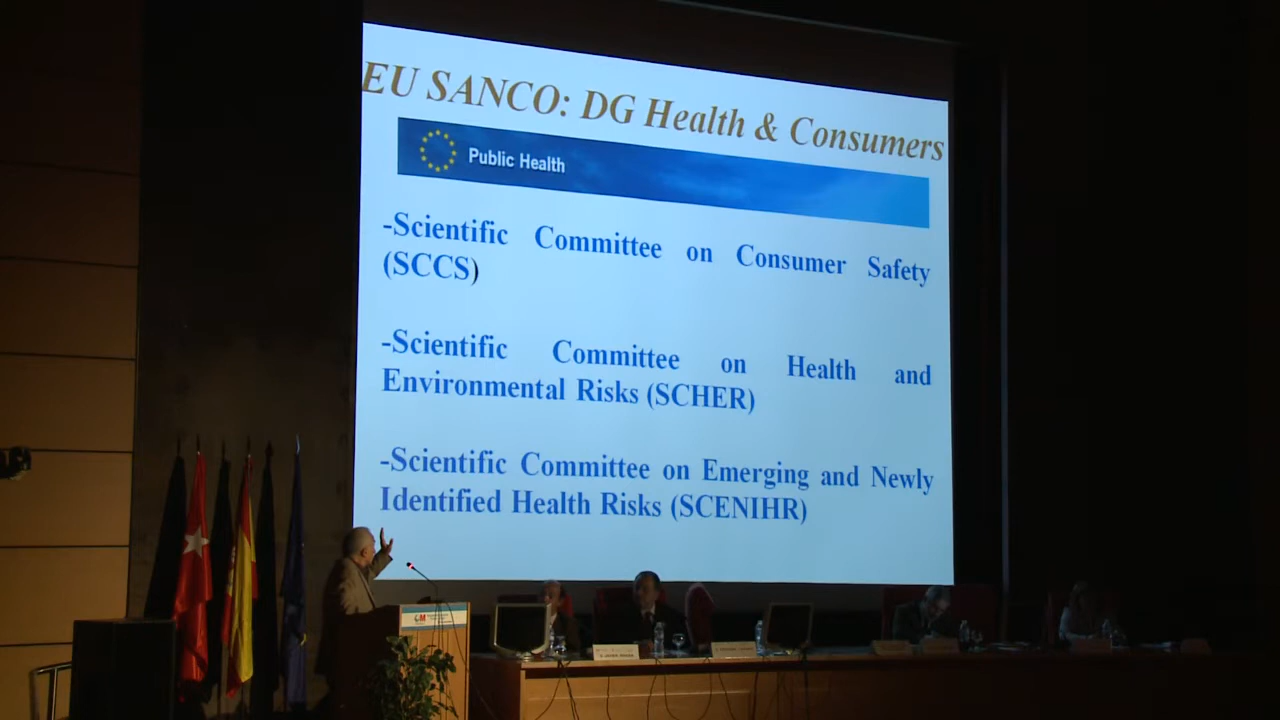 EU SANCO: DG Health & Consumers
Public Health
-Scientific Committee on Consumer Safety
(SCCS)
-Scientific Committee on Health and
Environmental Risks (SCHER)
-Scientific Committee on Emerging and Newly
Identified Health Risks (SCENIHR)